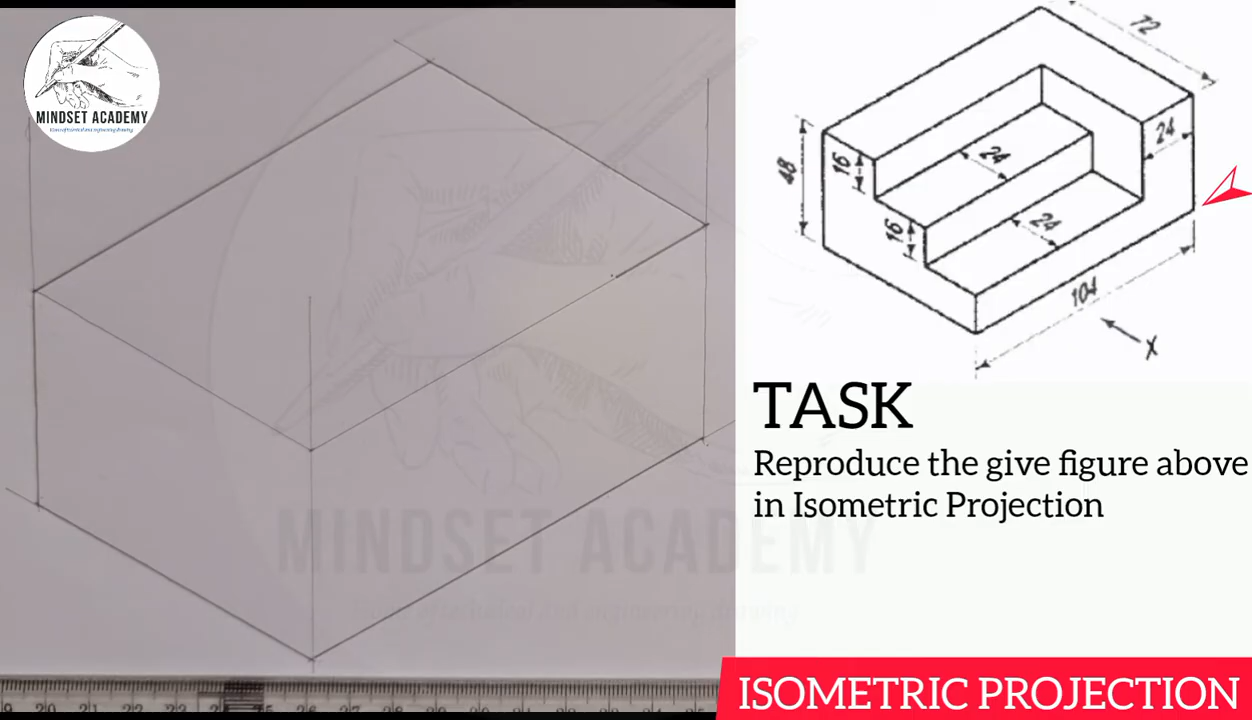 MINDSET ACADEMY
72
24
48
16
24
16
24
104
X
TASK
Reproduce the give figure above
in Isometric Projection
MINDSET ACADEMY
ISOMETRIC PROJECTION